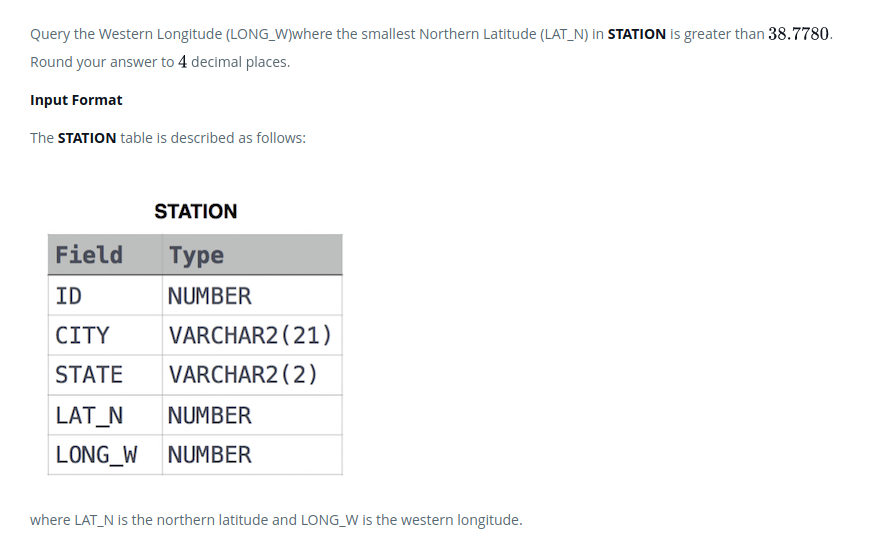 Query the Western Longitude (LONG_W)where the smallest Northern Latitude (LAT_N) in STATION is greater than 38.7780.
Round your answer to 4 decimal places.
Input Format
The STATION table is described as follows:
STATION
Field Type
ID NUMBER
CITY VARCHAR2(21)
STATE VARCHAR2(2)
LAT_N NUMBER
LONG_W NUMBER
where LAT_N is the northern latitude and LONG_W is the western longitude.